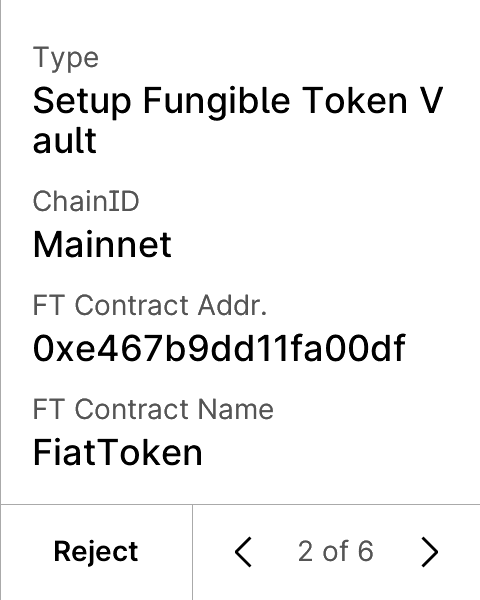 Type
Setup Fungible Token V
ault
ChainID
Mainnet
FT Contract Addr.
0xe467b9dd11fa00df
FT Contract Name
FiatToken
Reject
2 of 6